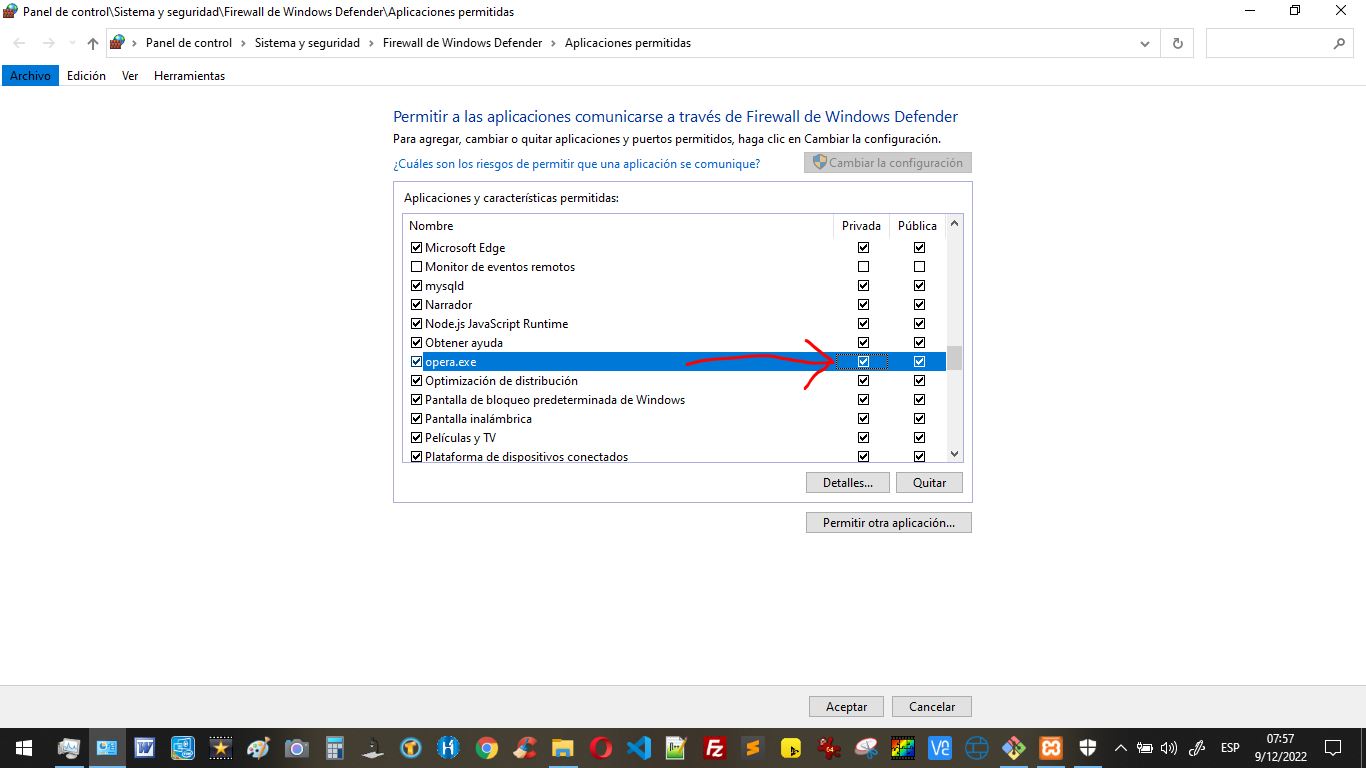 Panel de control\Sistema y seguridad\Firewall de Windows Defender\Aplicaciones permitidas
Panel de control > Sistema y seguridad > Firewall de Windows Defender > Aplicaciones permitidas
Archivo Edición Ver Herramientas
Permitir a las aplicaciones comunicarse a través de Firewall de Windows Defender
Para agregar, cambiar o quitar aplicaciones y puertos permitidos, haga clic en Cambiar la configuración.
¿Cuáles son los riesgos de permitir que una aplicación se comunique? Cambiar la configuración
Aplicaciones y características permitidas:
Nombre Privada Pública
Microsoft Edge
Monitor de eventos remotos
mysqld
Narrador
Node.js JavaScript Runtime
Obtener ayuda
opera.exe
Optimización de distribución
Pantalla de bloqueo predeterminada de Windows
Pantalla inalámbrica
Películas y TV
Plataforma de dispositivos conectados
Detalles... Quitar
Permitir otra aplicación...
Aceptar Cancelar
ESP 07:57
9/12/2022